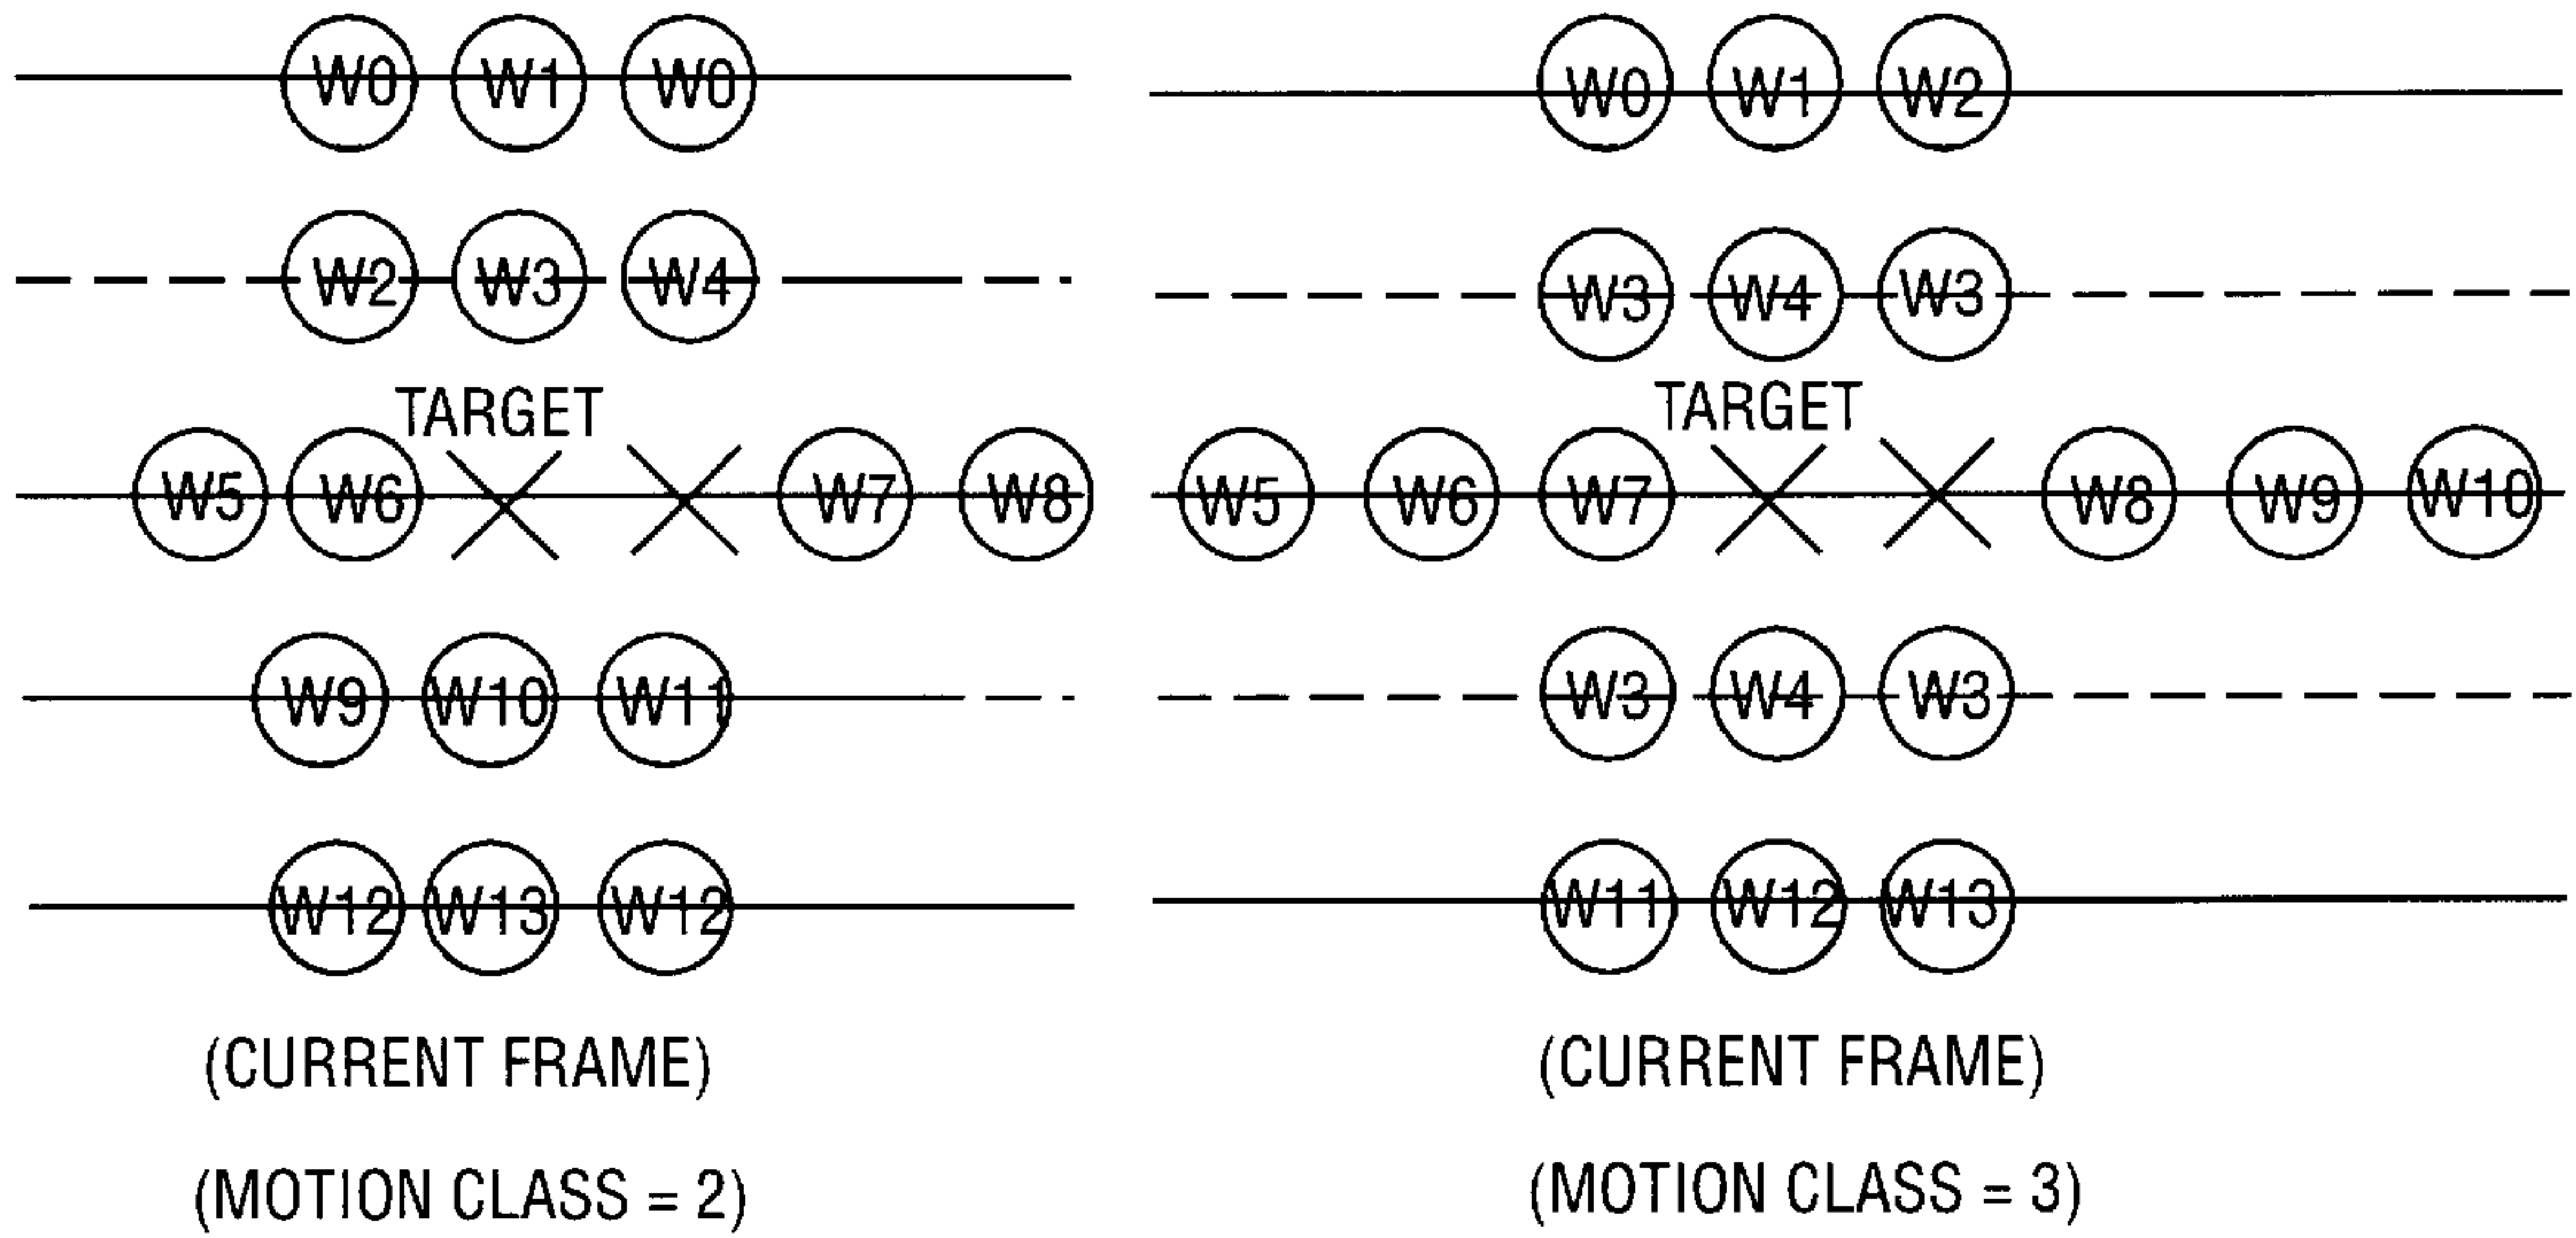 W0 W1 W0
W2 W3 W4
TARGET
W5 W6 W7 W8
W9 W10 W11
W12 W13 W12
(CURRENT FRAME)
(MOTION CLASS = 2)
W0 W1 W2
W3 W4 W3
TARGET
W5 W6 W7 W8 W9 W10
W3 W4 W3
W11 W12 W13
(CURRENT FRAME)
(MOTION CLASS = 3)